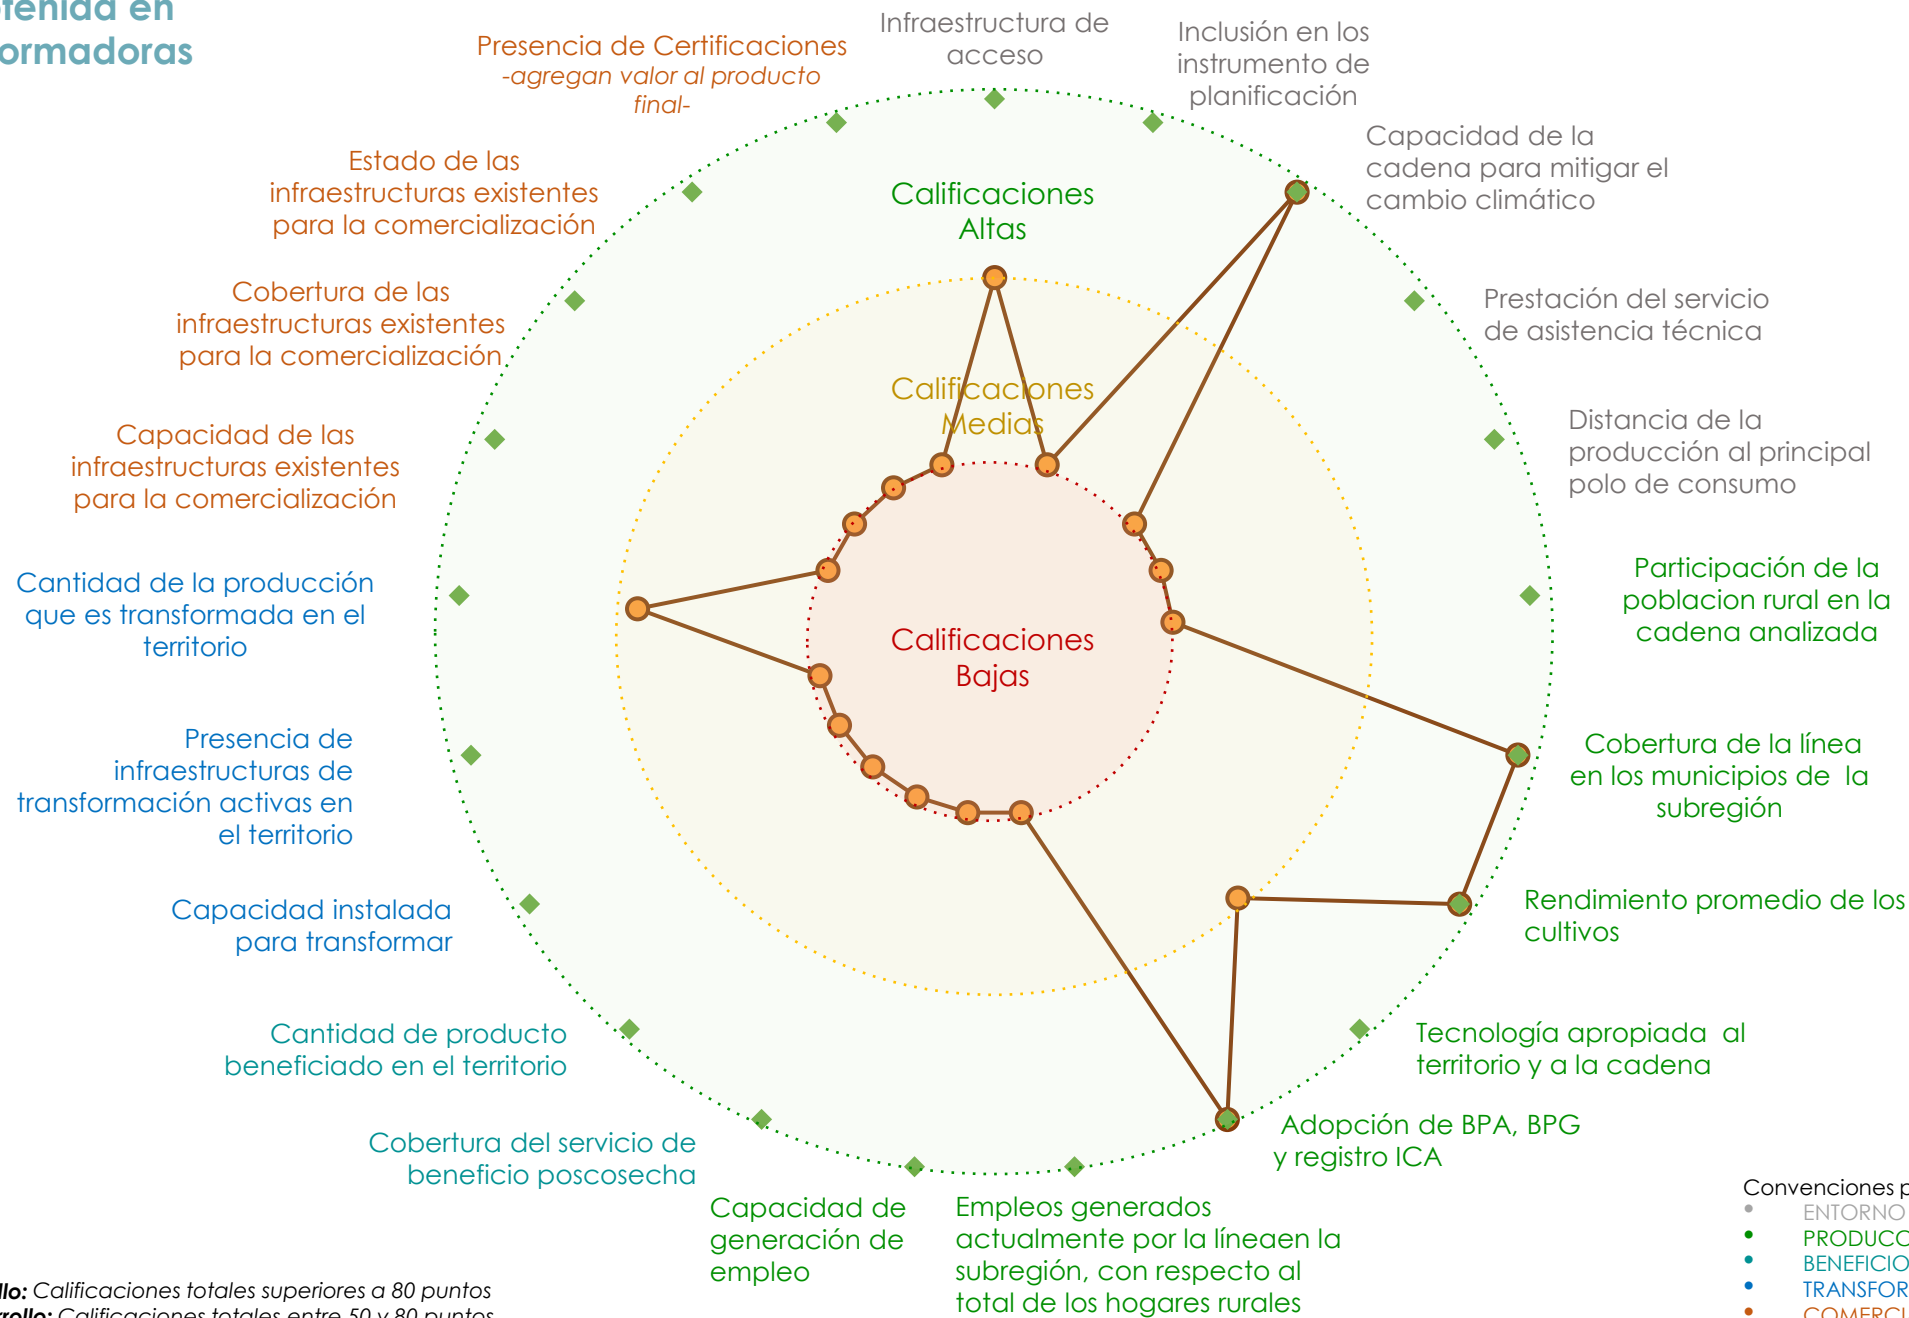 ormadoras
Presencia de Certificaciones
-agregan valor al producto
final-
Infraestructura de
acceso
Inclusión en los
instrumento de
planificación
Capacidad de la
cadena para mitigar el
cambio climático
Estado de las
infraestructuras existentes
para la comercialización
Calificaciones
Altas
Cobertura de las
infraestructuras existentes
para la comercialización
Prestación del servicio
de asistencia técnica
Calificaciones
Medias
Capacidad de las
infraestructuras existentes
para la comercialización
Distancia de la
producción al principal
polo de consumo
Cantidad de la producción
que es transformada en el
territorio
Participación de la
poblacion rural en la
cadena analizada
Calificaciones
Bajas
Presencia de
infraestructuras de
transformación activas en
el territorio
Cobertura de la línea
en los municipios de la
subregión
Capacidad instalada
para transformar
Rendimiento promedio de los
cultivos
Cantidad de producto
beneficiado en el territorio
Tecnología apropiada al
territorio y a la cadena
Cobertura del servicio de
beneficio poscosecha
Adopción de BPA, BPG
y registro ICA
Capacidad de
generación de
empleo
Empleos generados
actualmente por la líneaen la
subregión, con respecto al
total de los hogares rurales
Convenciones p
• ENTORNO
• PRODUCC
• BENEFICIO
• TRANSFOR
• COMERCI
llo: Calificaciones totales superiores a 80 puntos
rrollo: Calificaciones totales entre 50 y 80 puntos